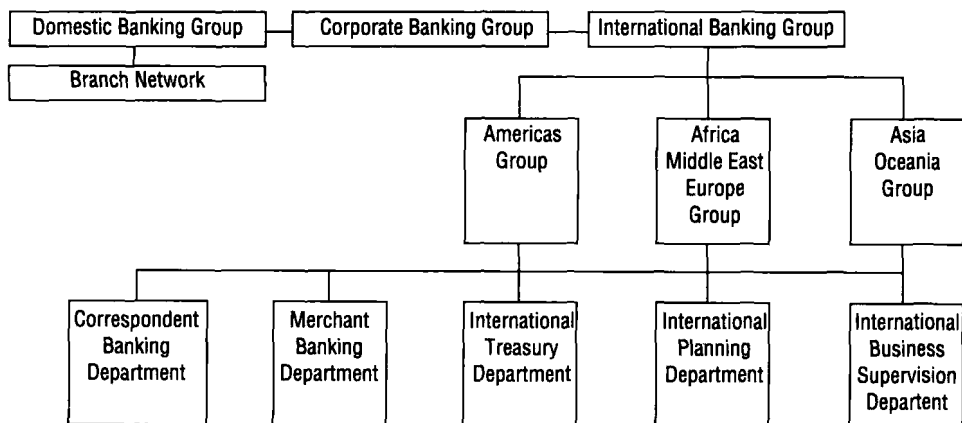 Domestic Banking Group
Corporate Banking Group
International Banking Group
Branch Network
Americas
Group
Africa
Middle East
Europe
Group
Asia
Oceania
Group
Correspondent
Banking
Department
Merchant
Banking
Department
International
Treasury
Department
International
Planning
Department
International
Business
Supervision
Departent